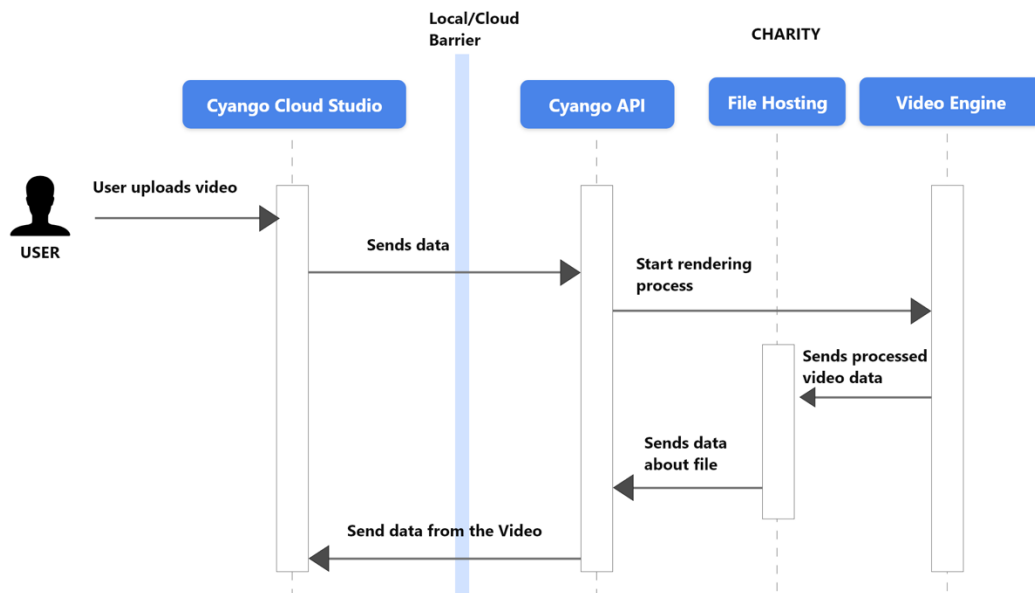 Local/Cloud
Barrier
CHARITY
Cyango Cloud Studio
Cyango API
File Hosting
Video Engine
User uploads video
USER
Sends data
Start rendering
process
Sends processed
video data
Sends data
about file
Send data from the Video